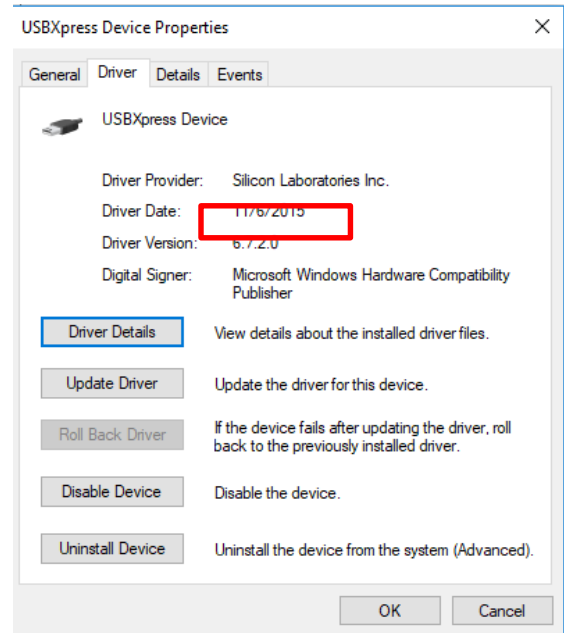 USBXpress Device Properties
General Driver Details Events
USBXpress Device
Driver Provider: Silicon Laboratories Inc.
Driver Date: 11/6/2015
Driver Version: 6.7.2.0
Digital Signer: Microsoft Windows Hardware Compatibility
Publisher
Driver Details View details about the installed driver files.
Update Driver Update the driver for this device.
Roll Back Driver If the device fails after updating the driver, roll
back to the previously installed driver.
Disable Device Disable the device.
Uninstall Device Uninstall the device from the system (Advanced).
OK Cancel